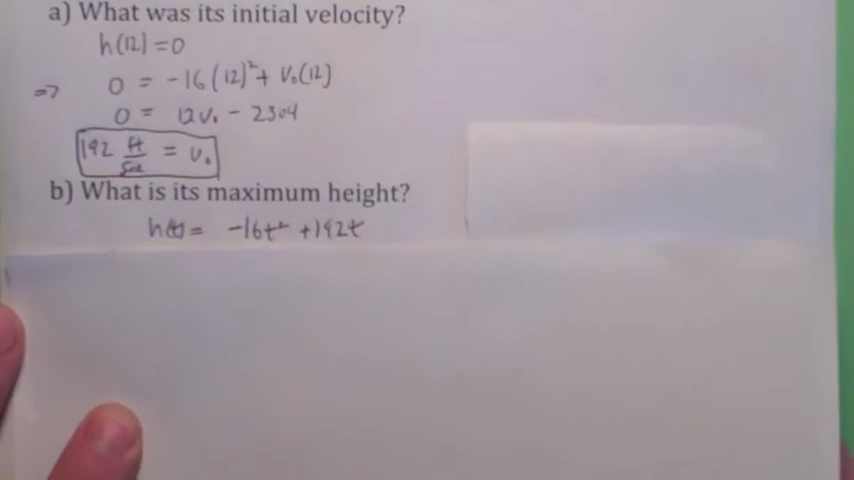 a) What was its initial velocity?
h(12) = 0
⇒ 0 = -16(12)² + V₀(12)
0 = 12V₀ - 2304
192 ft/sec = V₀
b) What is its maximum height?
h(t) = -16t² + 192t